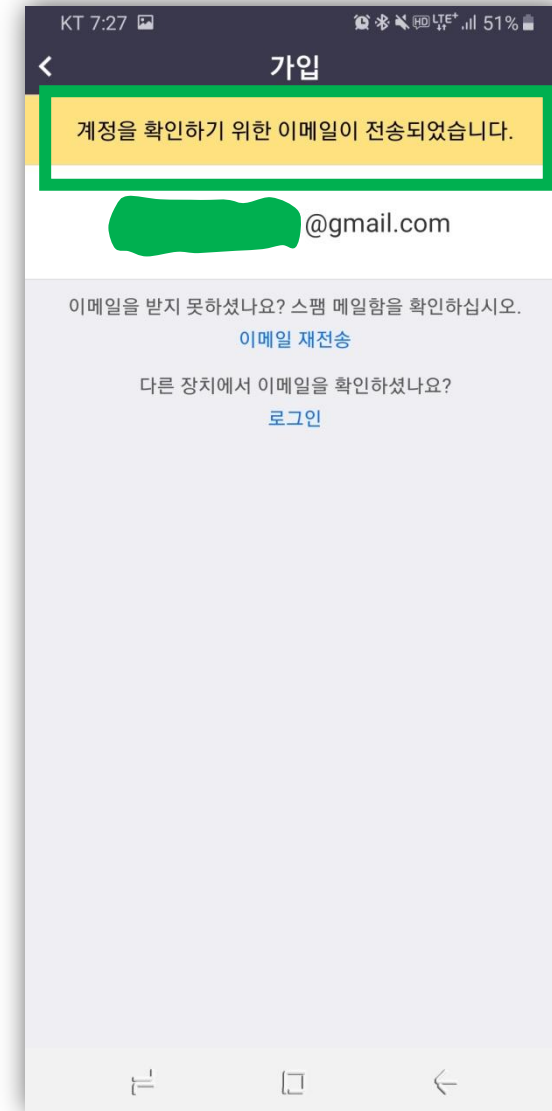 KT 7:27 HD LTE+ 51%
가입
계정을 확인하기 위한 이메일이 전송되었습니다.
@gmail.com
이메일을 받지 못하셨나요? 스팸 메일함을 확인하십시오.
이메일 재전송
다른 장치에서 이메일을 확인하셨나요?
로그인